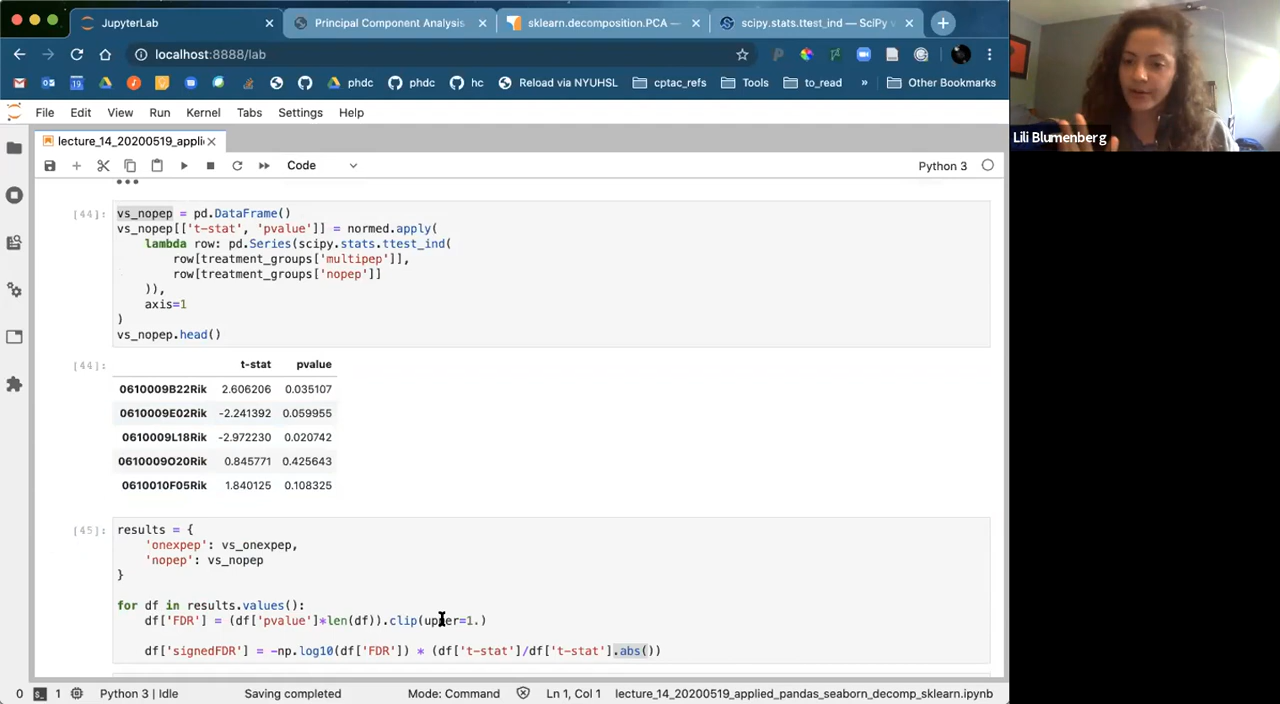 JupyterLab
Principal Component Analysis
sklearn.decomposition.PCA —
scipy.stats.ttest_ind — SciPy v
localhost:8888/lab
phdc
phdc
hc
Reload via NYUHSL
cptac_refs
Tools
to_read
»
Other Bookmarks
Lili Blumenberg
File Edit View Run Kernel Tabs Settings Help
lecture_14_20200519_appli
Code
Python 3
[44]:
vs_nopep = pd.DataFrame()
vs_nopep[['t-stat', 'pvalue']] = normed.apply(
lambda row: pd.Series(scipy.stats.ttest_ind(
row[treatment_groups['multipep']],
row[treatment_groups['nopep']]
)),
axis=1
)
vs_nopep.head()
[44]:
t-stat pvalue
0610009B22Rik 2.606206 0.035107
0610009E02Rik -2.241392 0.059955
0610009L18Rik -2.972230 0.020742
0610009O20Rik 0.845771 0.425643
0610010F05Rik 1.840125 0.108325
[45]:
results = {
'onexpep': vs_onexpep,
'nopep': vs_nopep
}
for df in results.values():
df['FDR'] = (df['pvalue']*len(df)).clip(upper=1.)
df['signedFDR'] = -np.log10(df['FDR']) * (df['t-stat']/df['t-stat'].abs())
0 1 Python 3 | Idle Saving completed Mode: Command Ln 1, Col 1 lecture_14_20200519_applied_pandas_seaborn_decomp_sklearn.ipynb